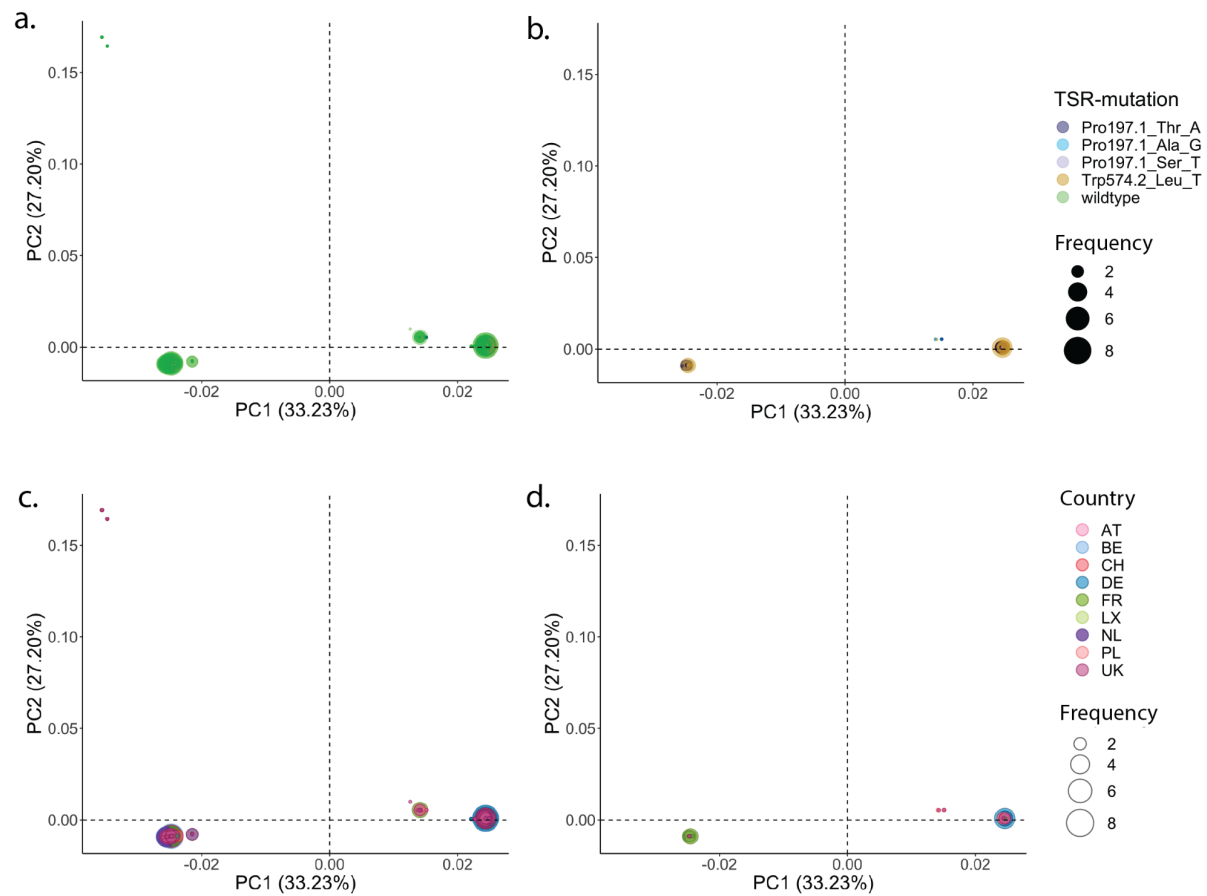 a.
0.15
0.10
0.05
0.00
PC2 (27.20%)
-0.02
0.00
0.02
PC1 (33.23%)
b.
0.15
0.10
0.05
0.00
PC2 (27.20%)
-0.02
0.00
0.02
PC1 (33.23%)
TSR-mutation
Pro197.1_Thr_A
Pro197.1_Ala_G
Pro197.1_Ser_T
Trp574.2_Leu_T
wildtype
Frequency
2
4
6
8
c.
0.15
0.10
0.05
0.00
PC2 (27.20%)
-0.02
0.00
0.02
PC1 (33.23%)
d.
0.15
0.10
0.05
0.00
PC2 (27.20%)
-0.02
0.00
0.02
PC1 (33.23%)
Country
AT
BE
CH
DE
FR
LX
NL
PL
UK
Frequency
2
4
6
8